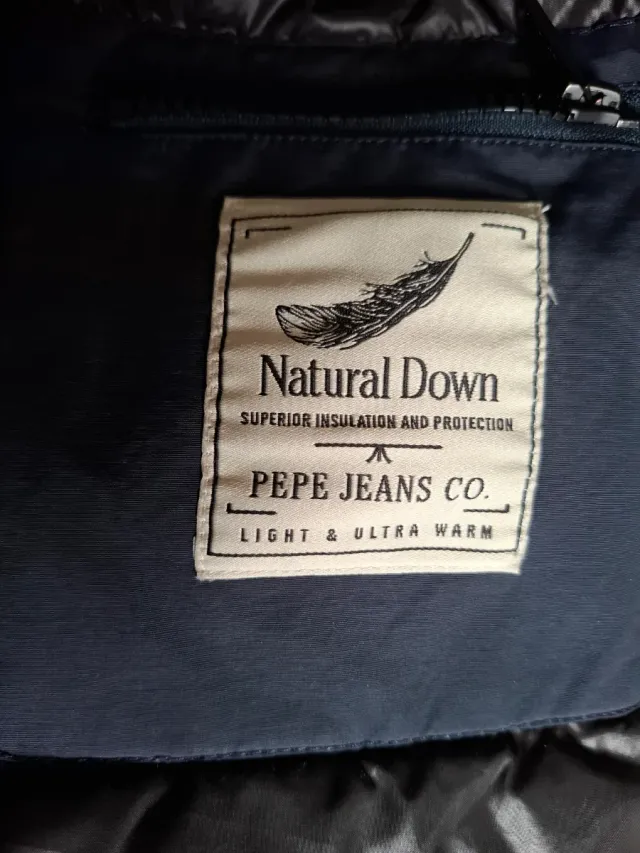 Natural Down
SUPERIOR INSULATION AND PROTECTION
PEPE JEANS CO.
LIGHT & ULTRA WARM